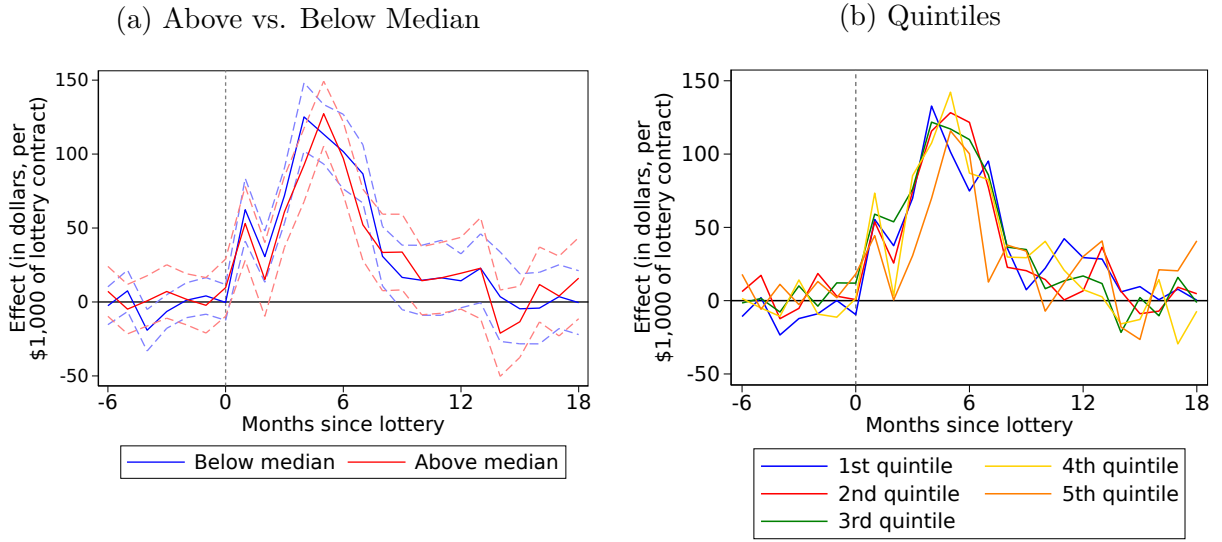 (a) Above vs. Below Median
Effect (in dollars, per
$1,000 of lottery contract)
150
100
50
0
-50
-6
0
6
12
18
Months since lottery
Below median
Above median
(b) Quintiles
Effect (in dollars, per
$1,000 of lottery contract)
150
100
50
0
-50
-6
0
6
12
18
Months since lottery
1st quintile
4th quintile
2nd quintile
5th quintile
3rd quintile